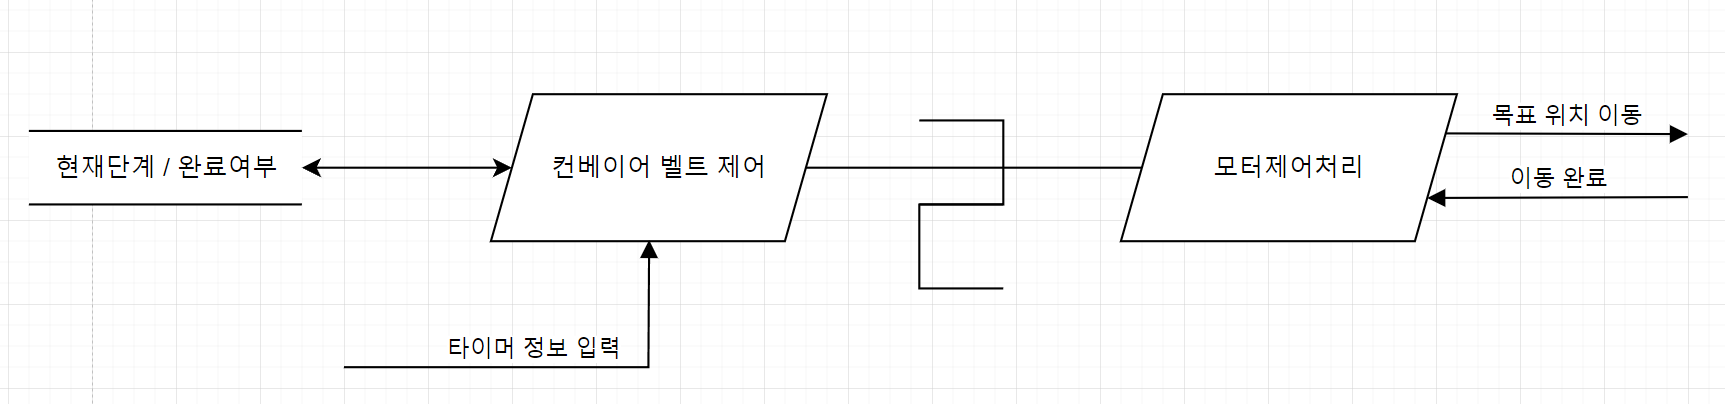 현재단계 / 완료여부
컨베이어 벨트 제어
모터제어처리
목표 위치 이동
이동 완료
타이머 정보 입력